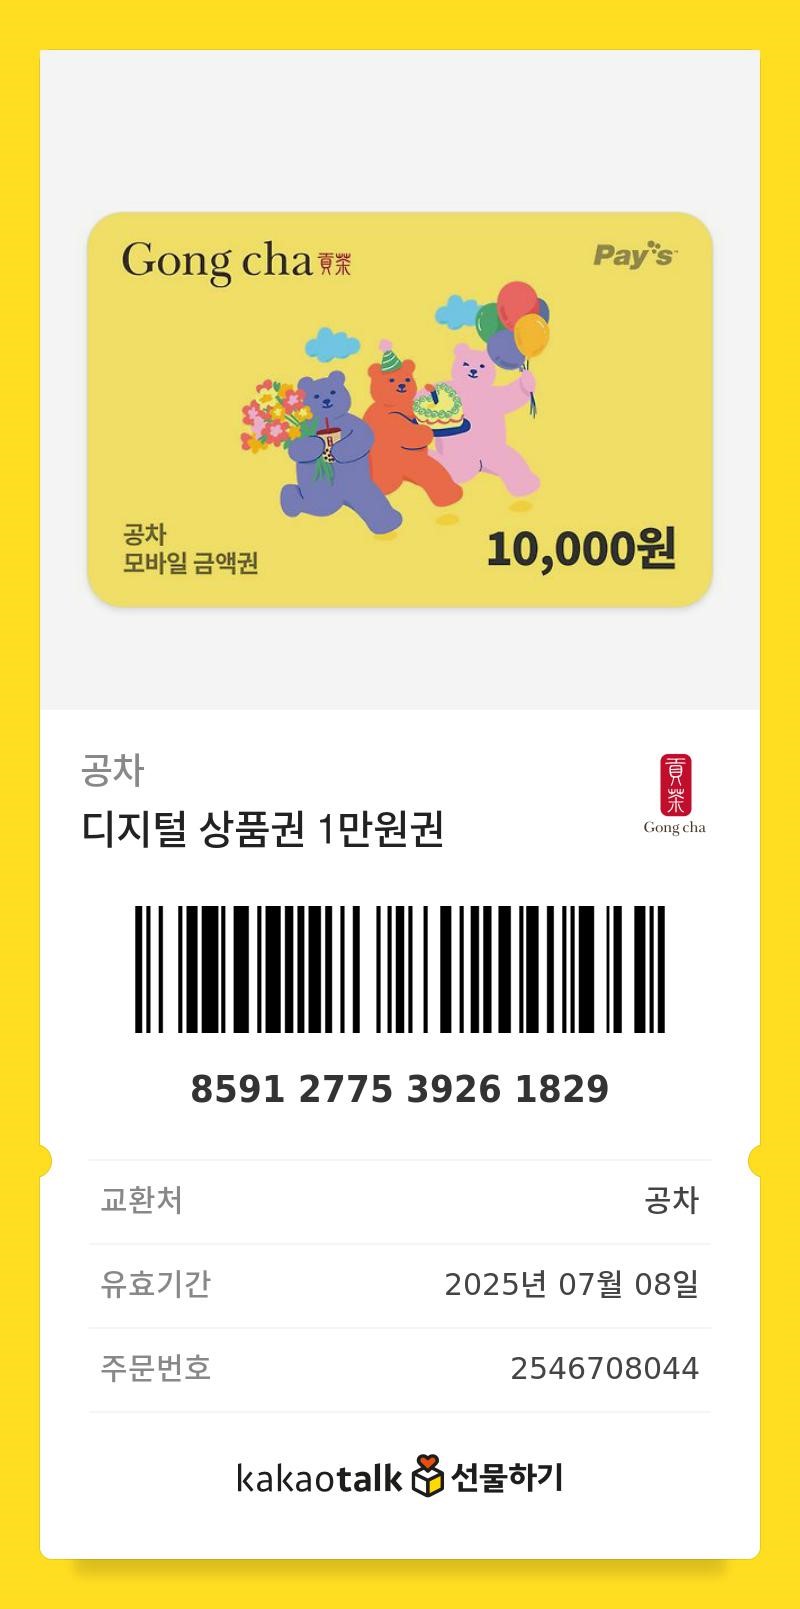 Gong cha 貢茶
Pay's™
공차
모바일 금액권
10,000원
공차
디지털 상품권 1만원권
貢茶
Gong cha
8591 2775 3926 1829
교환처 공차
유효기간 2025년 07월 08일
주문번호 2546708044
kakaotalk 선물하기